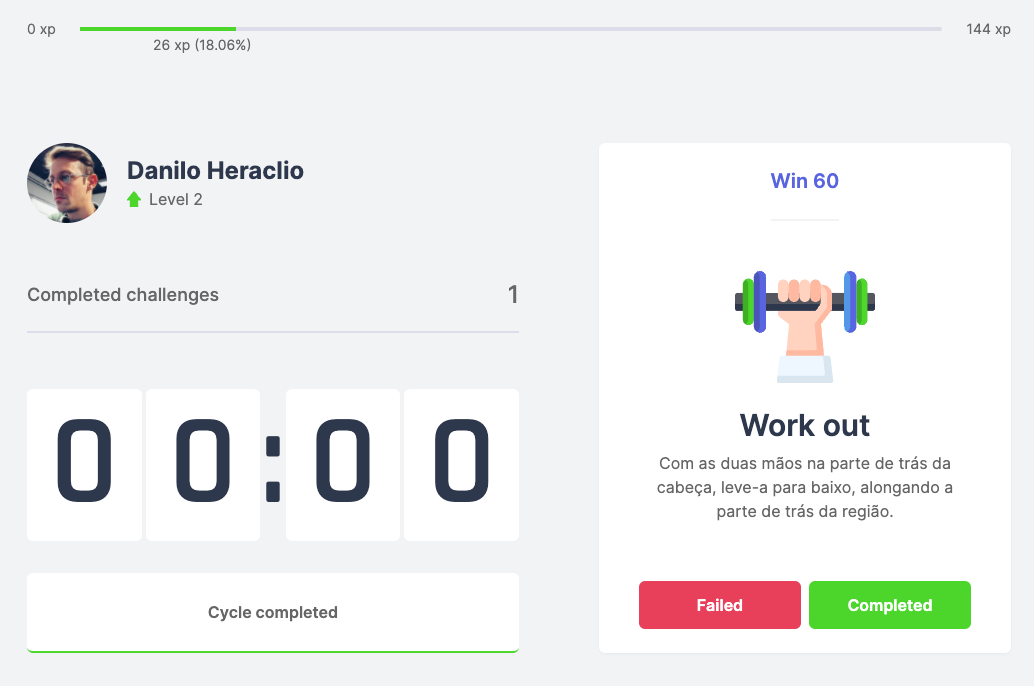 0 xp
144 xp
26 xp (18.06%)
Danilo Heraclio
Level 2
Completed challenges
1
00:00
Cycle completed
Win 60
Work out
Com as duas mãos na parte de trás da
cabeça, leve-a para baixo, alongando a
parte de trás da região.
Failed
Completed